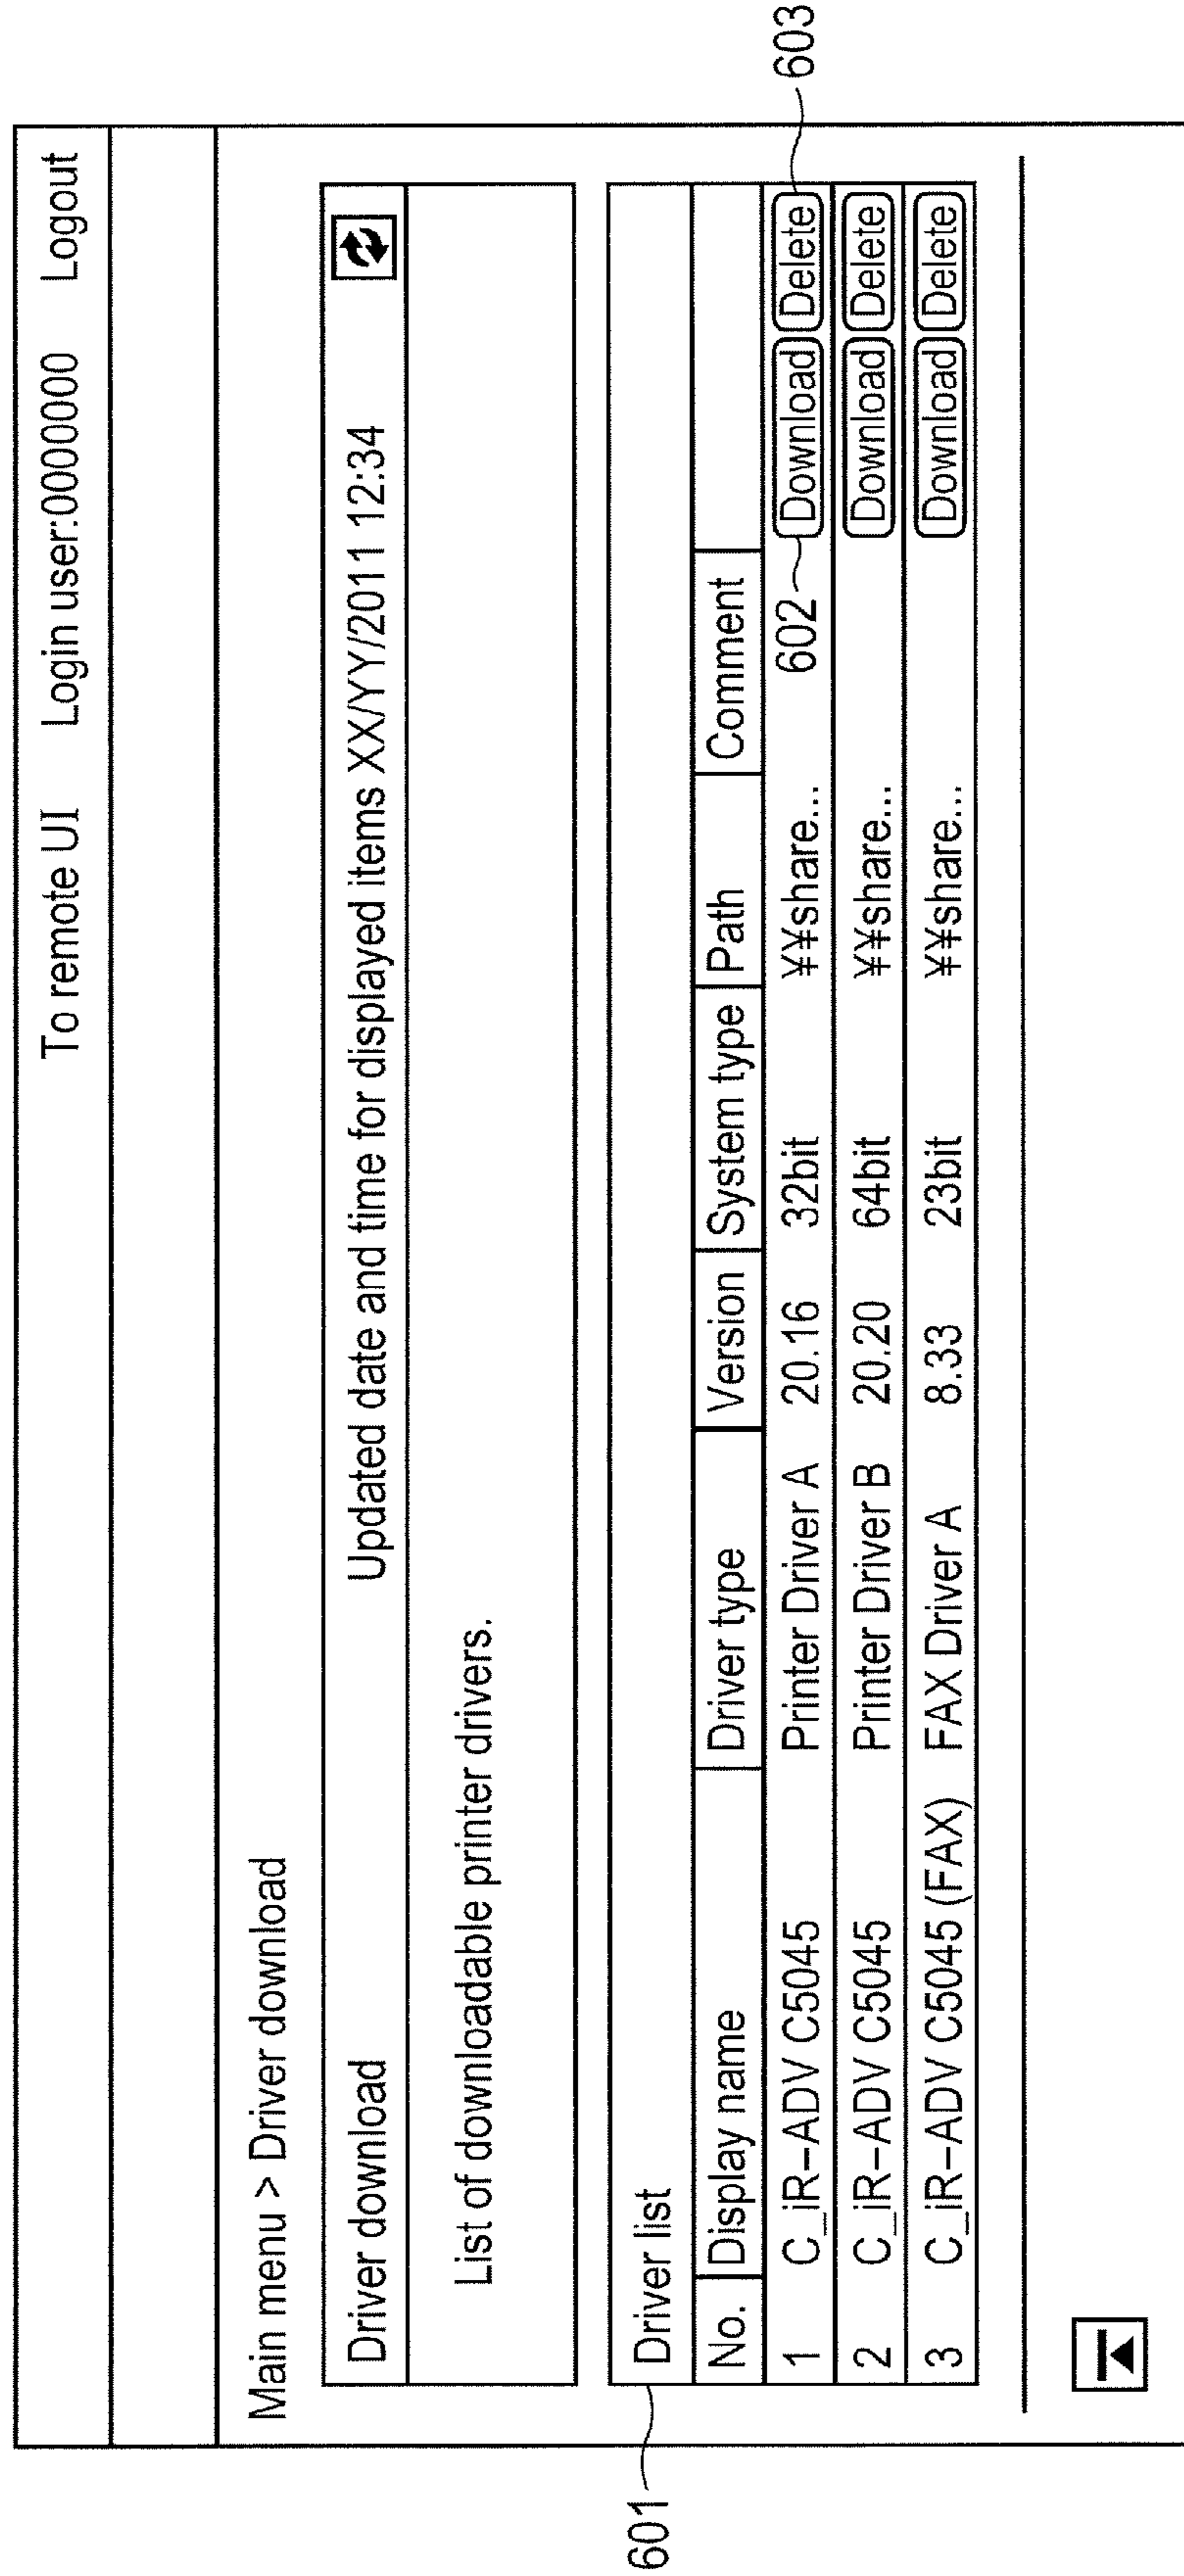 To remote UI Login user:0000000 Logout
Main menu > Driver download
Driver download Updated date and time for displayed items XX/YY/2011 12:34
List of downloadable printer drivers.
601
Driver list
No. Display name Driver type Version System type Path Comment
1 C_iR−ADV C5045 Printer Driver A 20.16 32bit ¥¥share... 602 Download Delete 603
2 C_iR−ADV C5045 Printer Driver B 20.20 64bit ¥¥share... Download Delete
3 C_iR−ADV C5045 (FAX) FAX Driver A 8.33 23bit ¥¥share... Download Delete